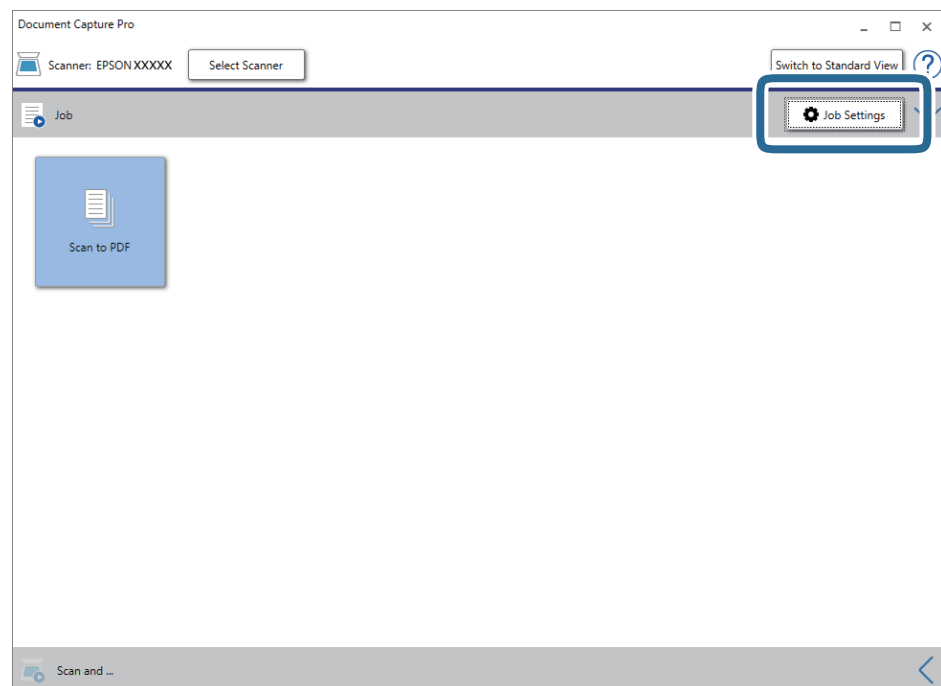 Document Capture Pro
Scanner: EPSON XXXXX
Select Scanner
Switch to Standard View
?
Job
Job Settings
Scan to PDF
Scan and ...